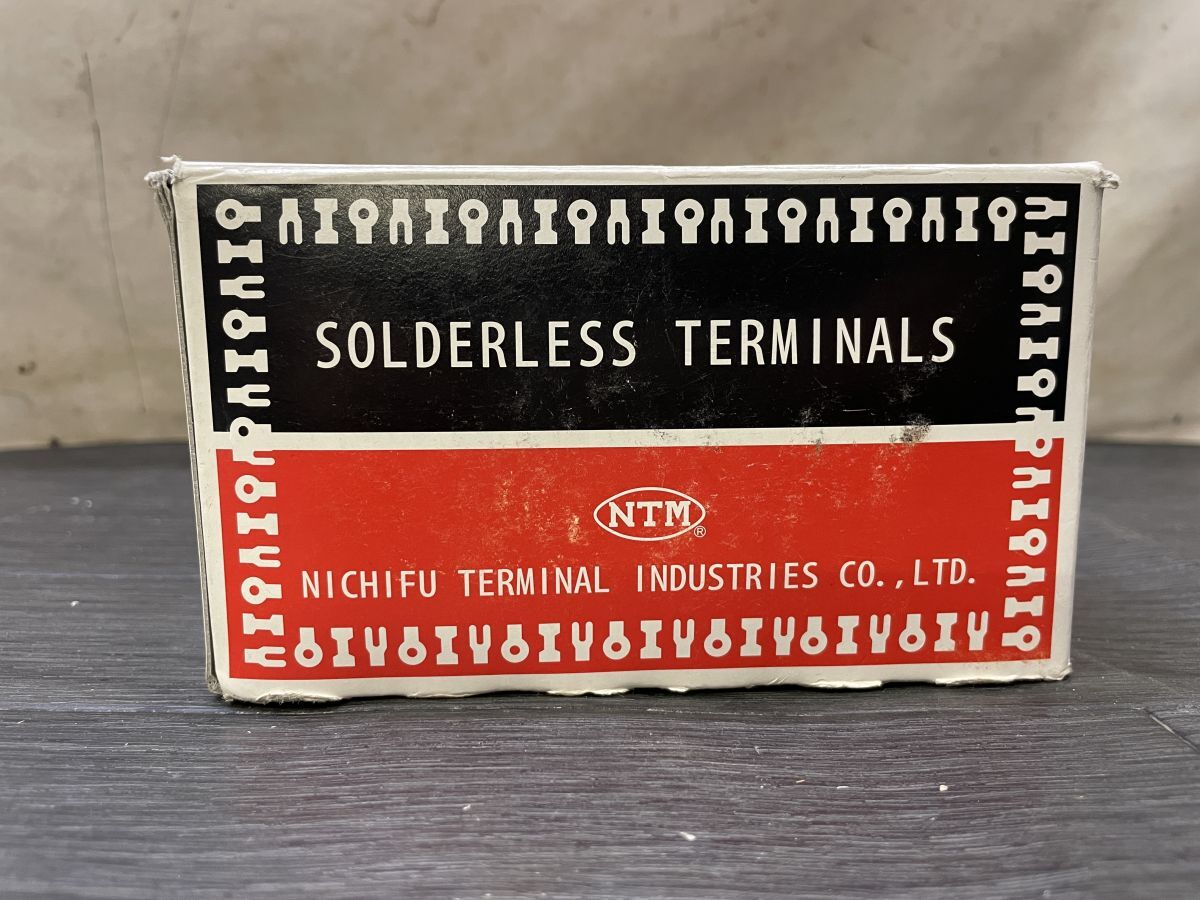 SOLDERLESS TERMINALS
NTM®
NICHIFU TERMINAL INDUSTRIES CO.,LTD.